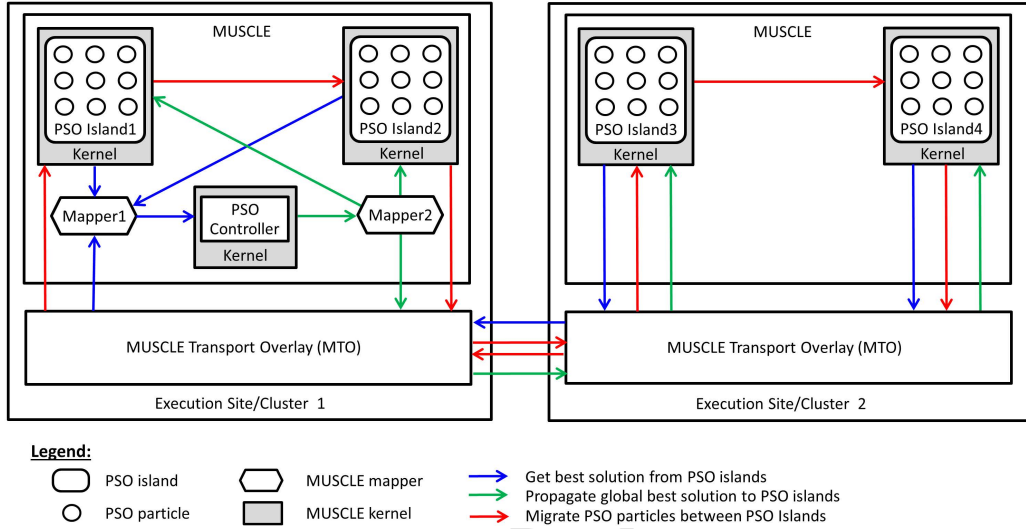 MUSCLE
PSO Island1
Kernel
PSO Island2
Kernel
Mapper1
PSO
Controller
Kernel
Mapper2
MUSCLE Transport Overlay (MTO)
Execution Site/Cluster 1
MUSCLE
PSO Island3
Kernel
PSO Island4
Kernel
MUSCLE Transport Overlay (MTO)
Execution Site/Cluster 2
Legend:
PSO island
PSO particle
MUSCLE mapper
MUSCLE kernel
Get best solution from PSO islands
Propagate global best solution to PSO islands
Migrate PSO particles between PSO Islands